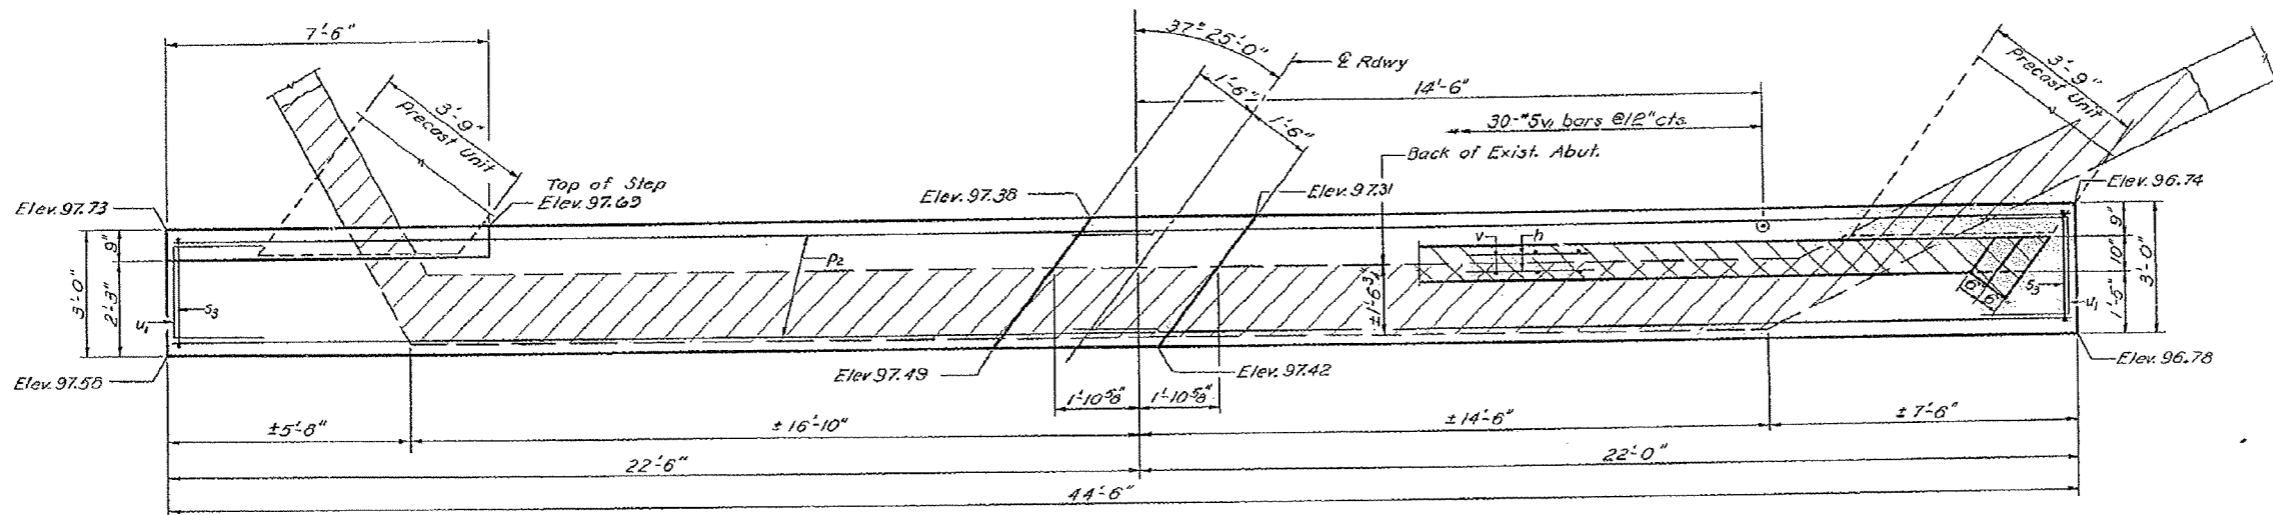 7'-6"
37° 25'-0"
℄ Rdwy
3'-9"
Precast Unit
3'-9"
Precast Unit
1'-6"
1'-6"
14'-6"
30-#5v, bars @12"cts.
Back of Exist. Abut.
Top of Step
Elev. 97.69
Elev. 97.73
Elev. 97.38
Elev. 97.31
Elev. 96.74
9"
2'-3"
3'-0"
u₁
s₃
p₂
v
h
±1'-6¾"
6"
6"
s₃
u₁
9"
10"
1'-5"
3'-0"
Elev. 97.58
Elev 97.49
Elev. 97.42
Elev. 96.78
1'-10⅝"
1'-10⅝"
±5'-8"
±16'-10"
±14'-6"
±7'-6"
22'-6"
22'-0"
44'-6"